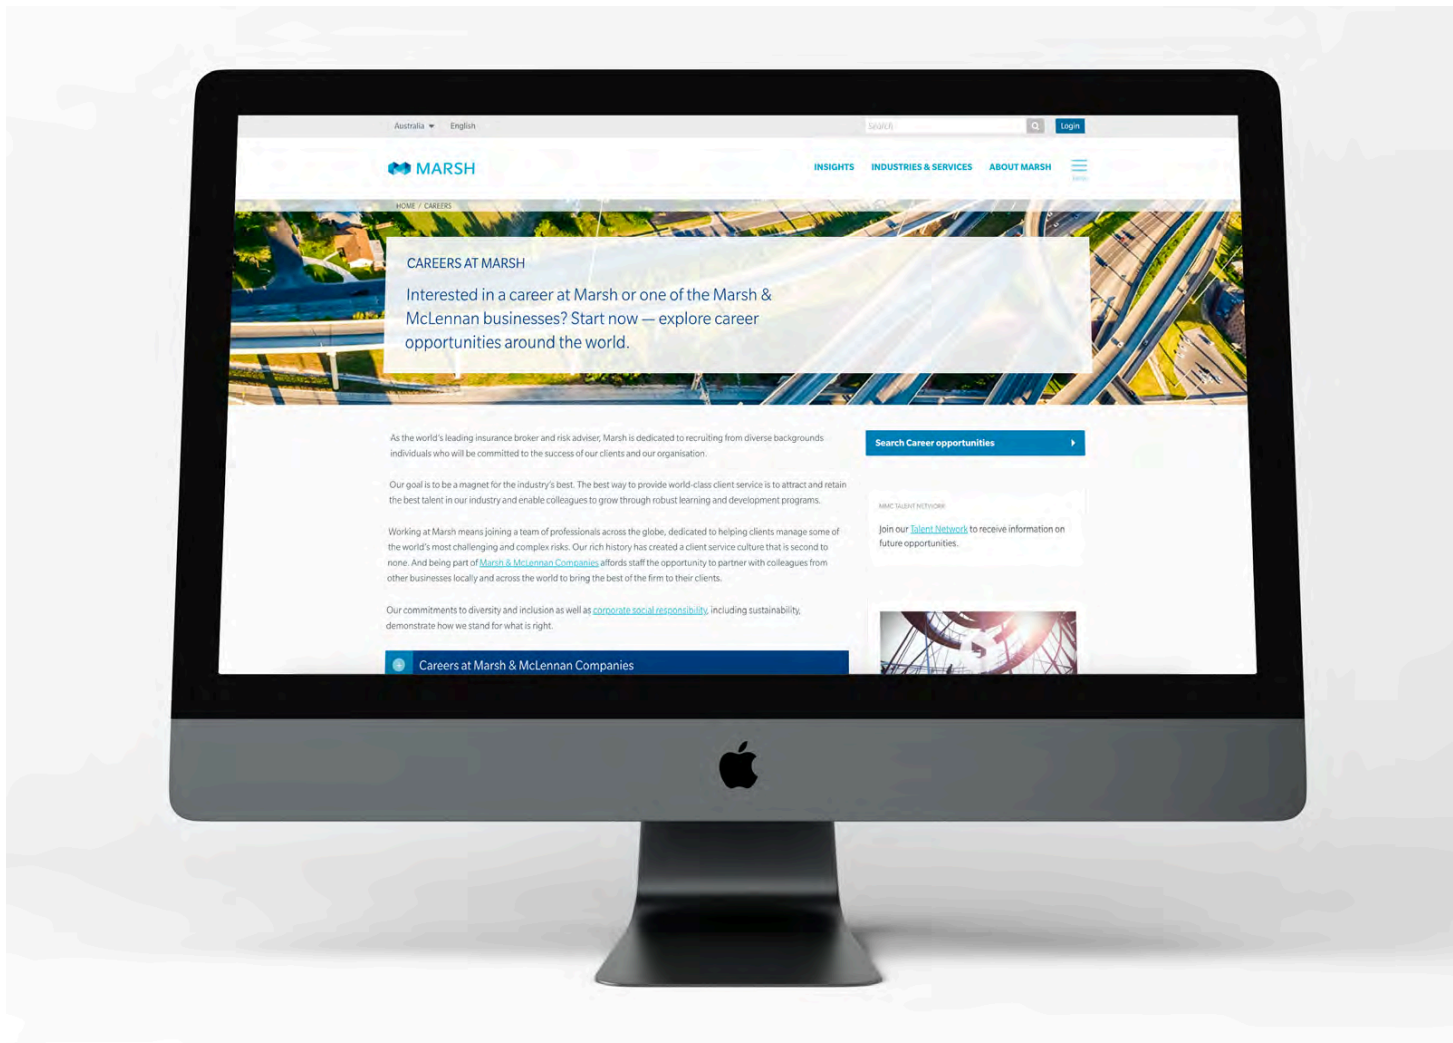 Australia
English
Search
Login
MARSH
INSIGHTS
INDUSTRIES & SERVICES
ABOUT MARSH
HOME / CAREERS
CAREERS AT MARSH
Interested in a career at Marsh or one of the Marsh &
McLennan businesses? Start now — explore career
opportunities around the world.
As the world's leading insurance broker and risk adviser, Marsh is dedicated to recruiting from diverse backgrounds
individuals who will be committed to the success of our clients and our organisation.
Our goal is to be a magnet for the industry's best. The best way to provide world-class client service is to attract and retain
the best talent in our industry and enable colleagues to grow through robust learning and development programs.
Working at Marsh means joining a team of professionals across the globe, dedicated to helping clients manage some of
the world's most challenging and complex risks. Our rich history has created a client service culture that is second to
none. And being part of Marsh & McLennan Companies affords staff the opportunity to partner with colleagues from
other businesses locally and across the world to bring the best of the firm to their clients.
Our commitments to diversity and inclusion as well as corporate social responsibility, including sustainability,
demonstrate how we stand for what is right.
Careers at Marsh & McLennan Companies
Search Career opportunities
MMC TALENT NETWORK
Join our Talent Network to receive information on
future opportunities.